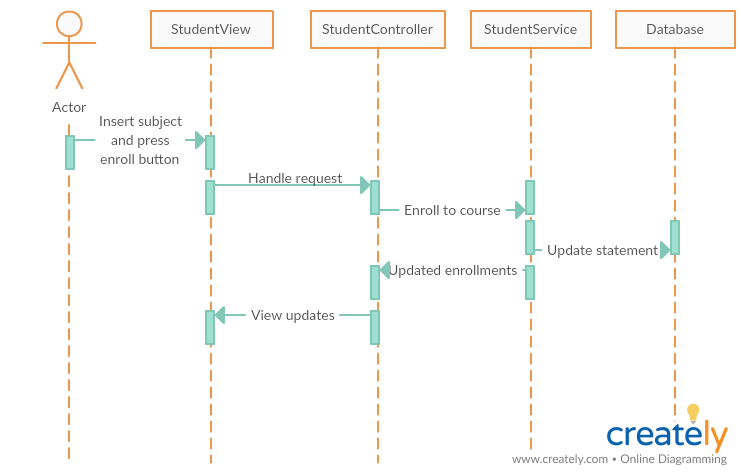 StudentView
StudentController
StudentService
Database
Actor
Insert subject
and press
enroll button
Handle request
Enroll to course
Update statement
Updated enrollments
View updates
creately
www.creately.com • Online Diagramming